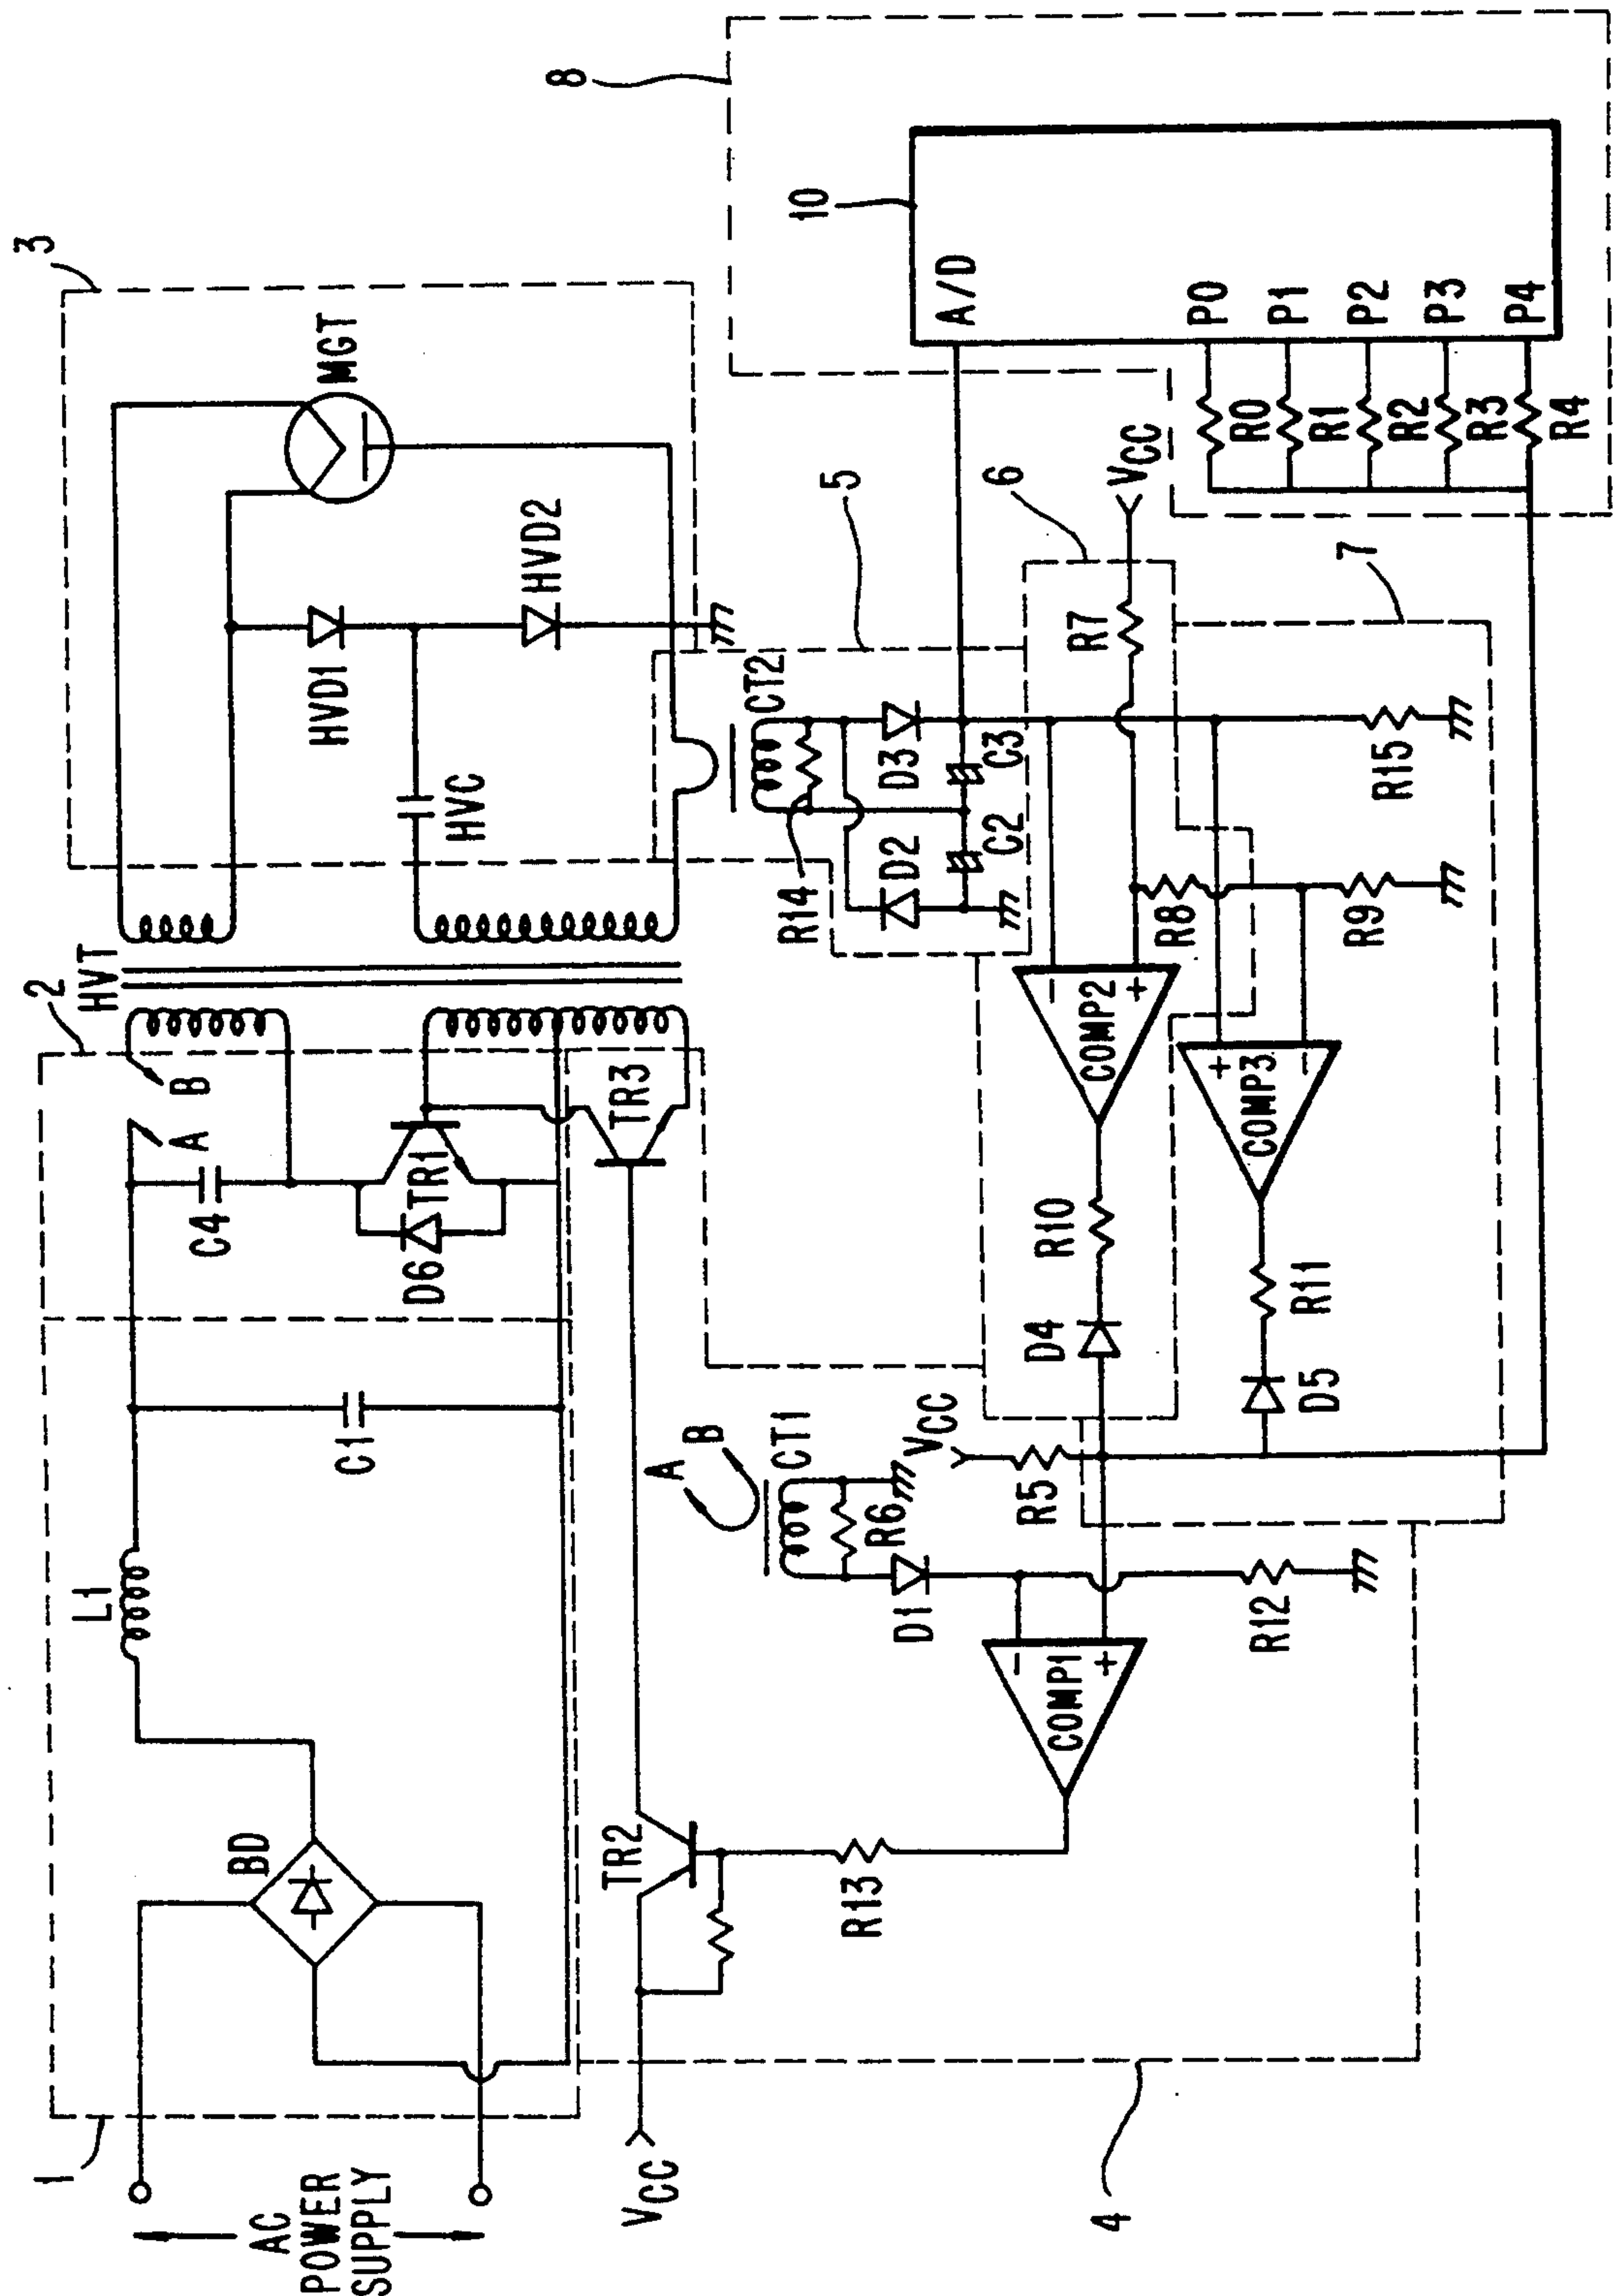 AC
POWER
SUPPLY
1
BD
L1
C1
2
HVT
A
B
C4
D6
TR1
TR3
3
MGT
HVD1
HVD2
HVC
VCC
TR2
R13
4
COMP1
−
+
D1
R12
CT1
A
B
R6
VCC
R5
D4
R10
COMP2
−
+
D5
R11
COMP3
+
−
5
CT2
R14
D3
D2
C3
C2
6
VCC
R7
R8
R9
R15
7
8
10
A/D
P0
P1
P2
P3
P4
R0
R1
R2
R3
R4